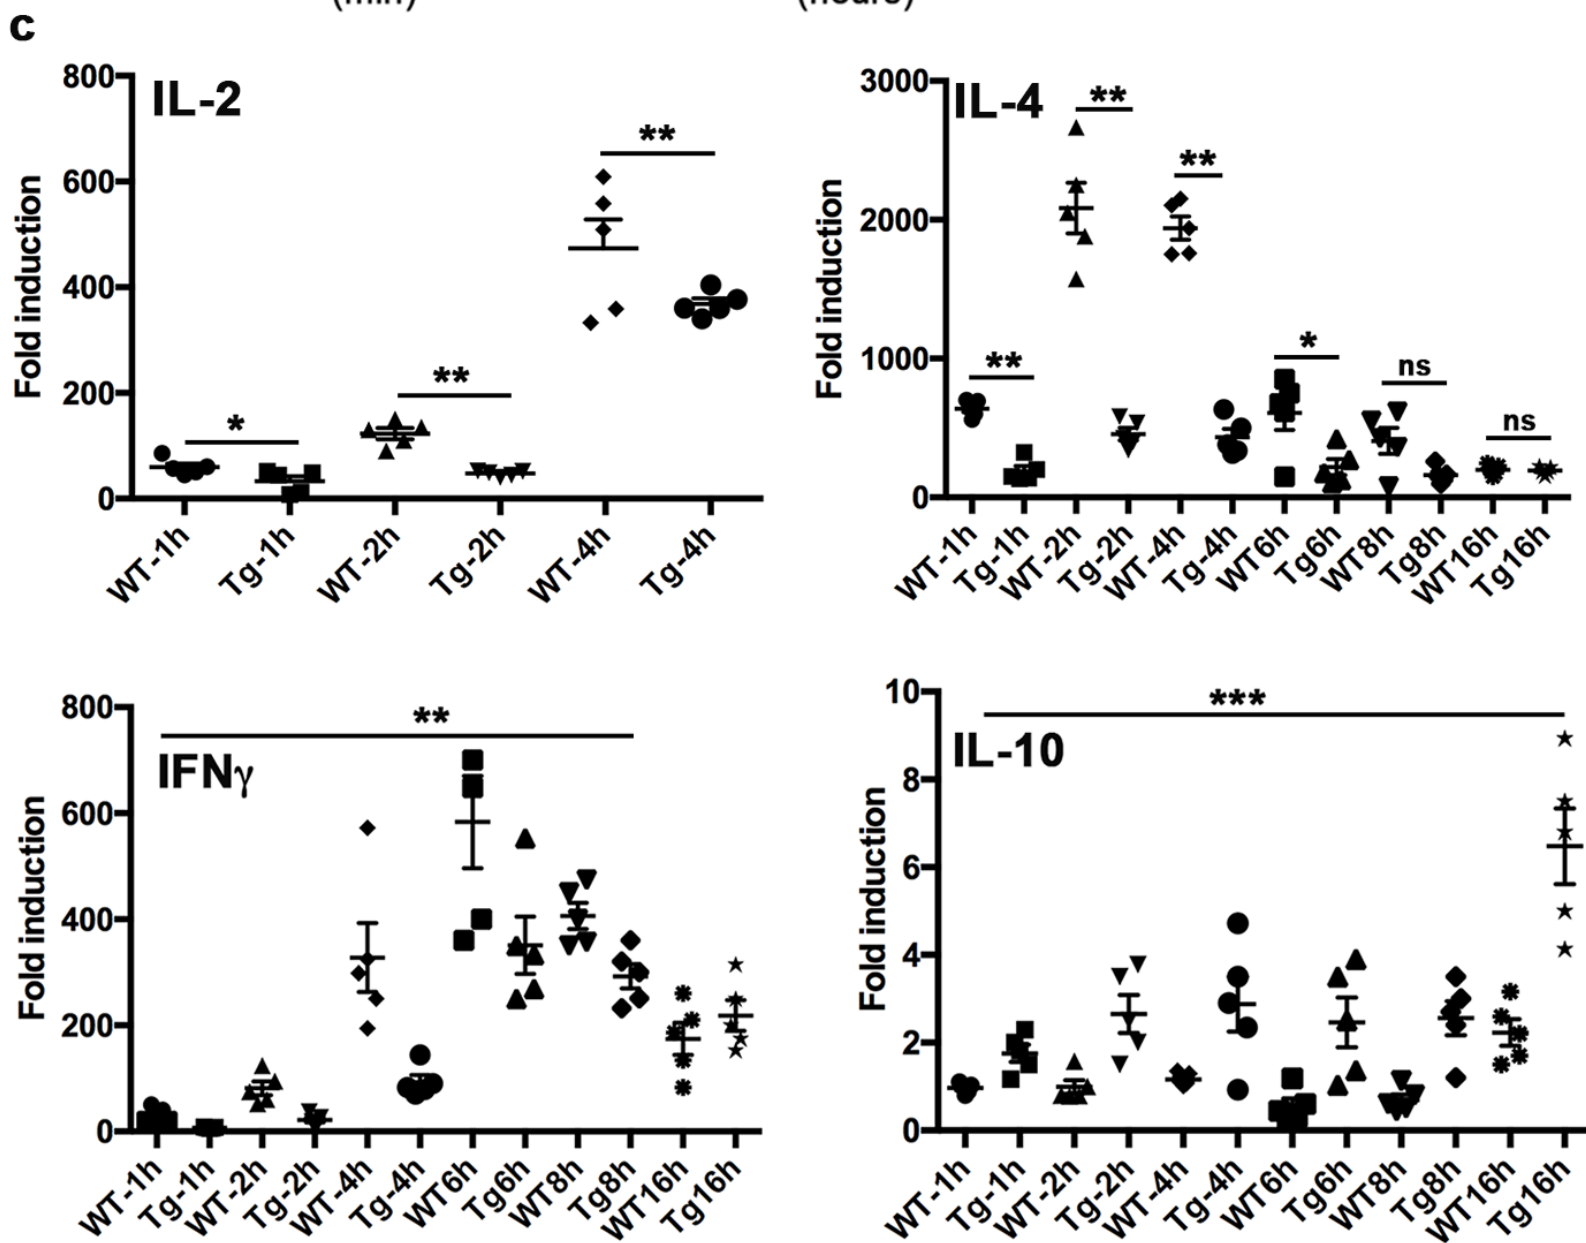 (min) (hours)
C
IL-2
800
600
400
200
0
Fold induction
*
**
**
WT-1h Tg-1h WT-2h Tg-2h WT-4h Tg-4h
IL-4
3000
2000
1000
0
Fold induction
**
**
**
*
ns
ns
WT-1h Tg-1h WT-2h Tg-2h WT-4h Tg-4h WT6h Tg6h WT8h Tg8h WT16h Tg16h
IFNγ
800
600
400
200
0
Fold induction
**
WT-1h Tg-1h WT-2h Tg-2h WT-4h Tg-4h WT6h Tg6h WT8h Tg8h WT16h Tg16h
IL-10
10
8
6
4
2
0
Fold induction
***
WT-1h Tg-1h WT-2h Tg-2h WT-4h Tg-4h WT6h Tg6h WT8h Tg8h WT16h Tg16h